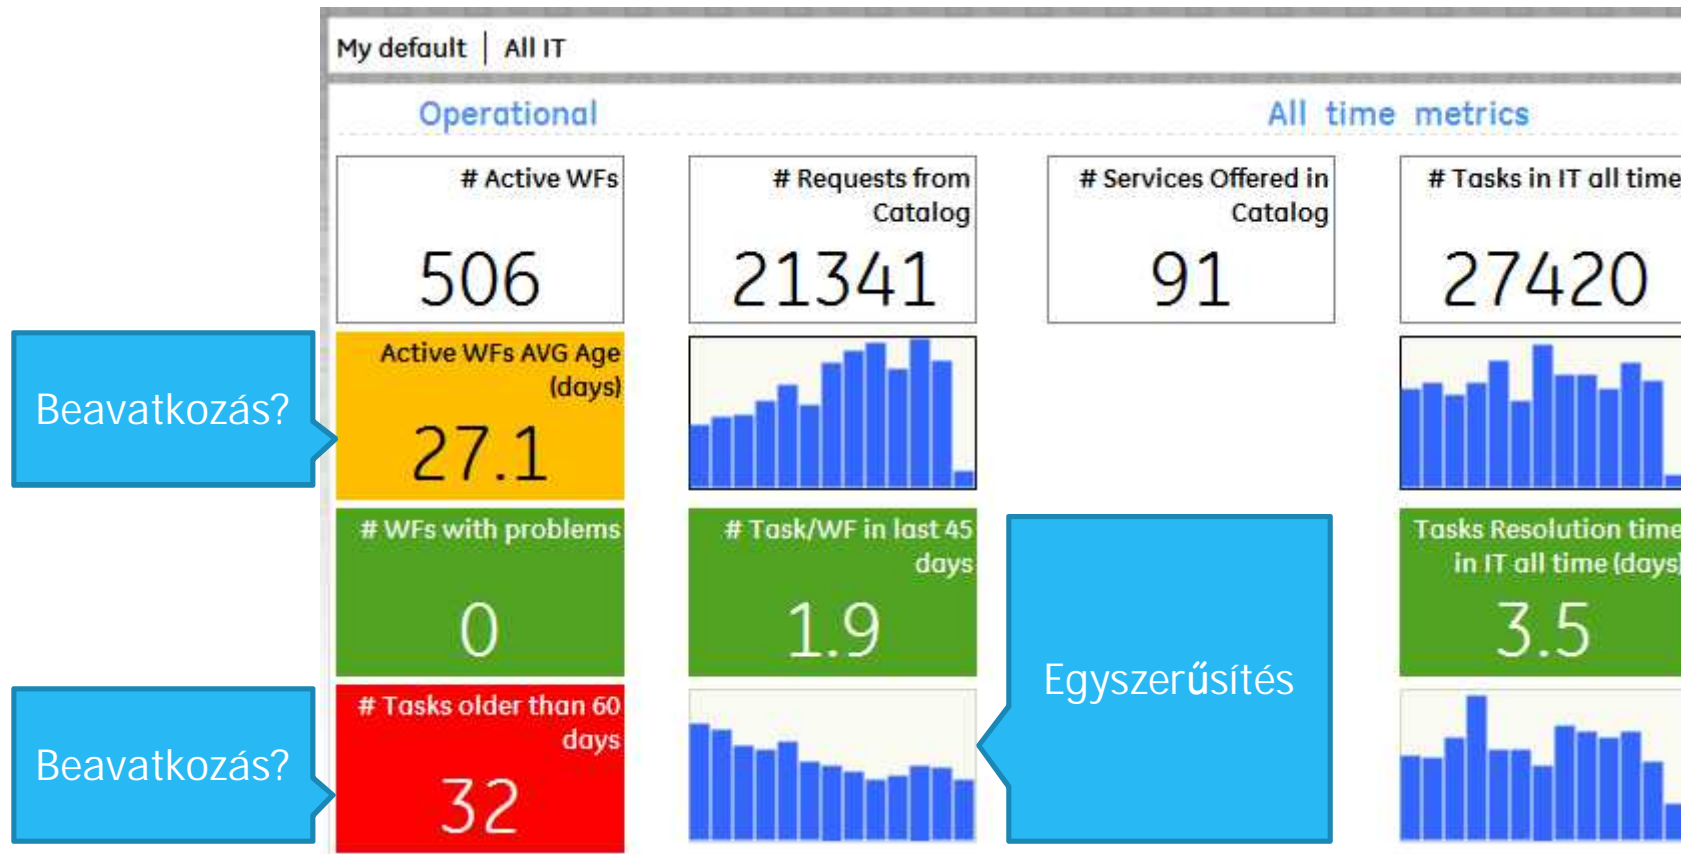 My default | All IT
Operational
All time metrics
# Active WFs
506
# Requests from
Catalog
21341
# Services Offered in
Catalog
91
# Tasks in IT all time
27420
Beavatkozás?
Active WFs AVG Age
(days)
27.1
# WFs with problems
0
# Task/WF in last 45
days
1.9
Egyszerűsítés
Tasks Resolution time
in IT all time (days)
3.5
Beavatkozás?
# Tasks older than 60
days
32